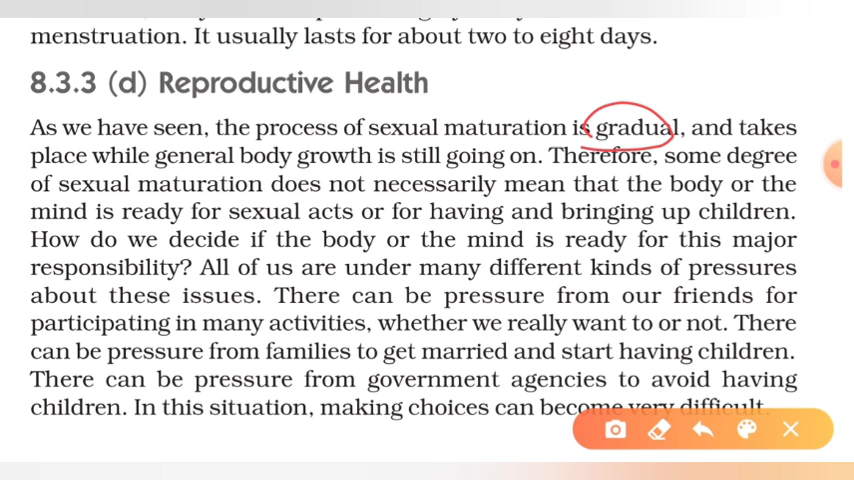 menstruation. It usually lasts for about two to eight days.
8.3.3 (d) Reproductive Health
As we have seen, the process of sexual maturation is gradual, and takes
place while general body growth is still going on. Therefore, some degree
of sexual maturation does not necessarily mean that the body or the
mind is ready for sexual acts or for having and bringing up children.
How do we decide if the body or the mind is ready for this major
responsibility? All of us are under many different kinds of pressures
about these issues. There can be pressure from our friends for
participating in many activities, whether we really want to or not. There
can be pressure from families to get married and start having children.
There can be pressure from government agencies to avoid having
children. In this situation, making choices can become very difficult.